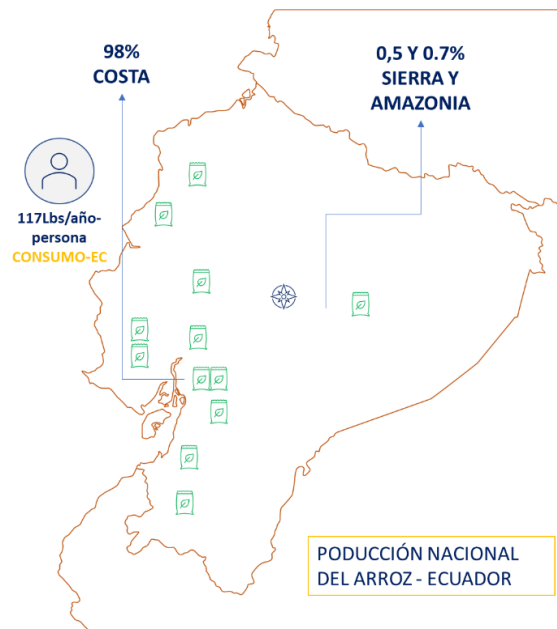 98%
COSTA
0,5 Y 0.7%
SIERRA Y
AMAZONIA
117Lbs/año-
persona
CONSUMO-EC
PODUCCIÓN NACIONAL
DEL ARROZ - ECUADOR